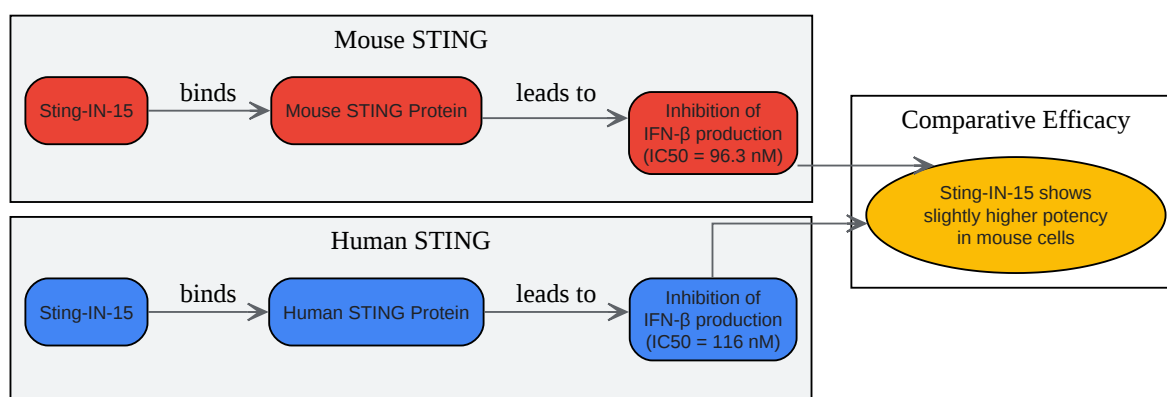 Mouse STING
Sting-IN-15
binds
Mouse STING Protein
leads to
Inhibition of
IFN-β production
(IC50 = 96.3 nM)
Human STING
Sting-IN-15
binds
Human STING Protein
leads to
Inhibition of
IFN-β production
(IC50 = 116 nM)
Comparative Efficacy
Sting-IN-15 shows
slightly higher potency
in mouse cells